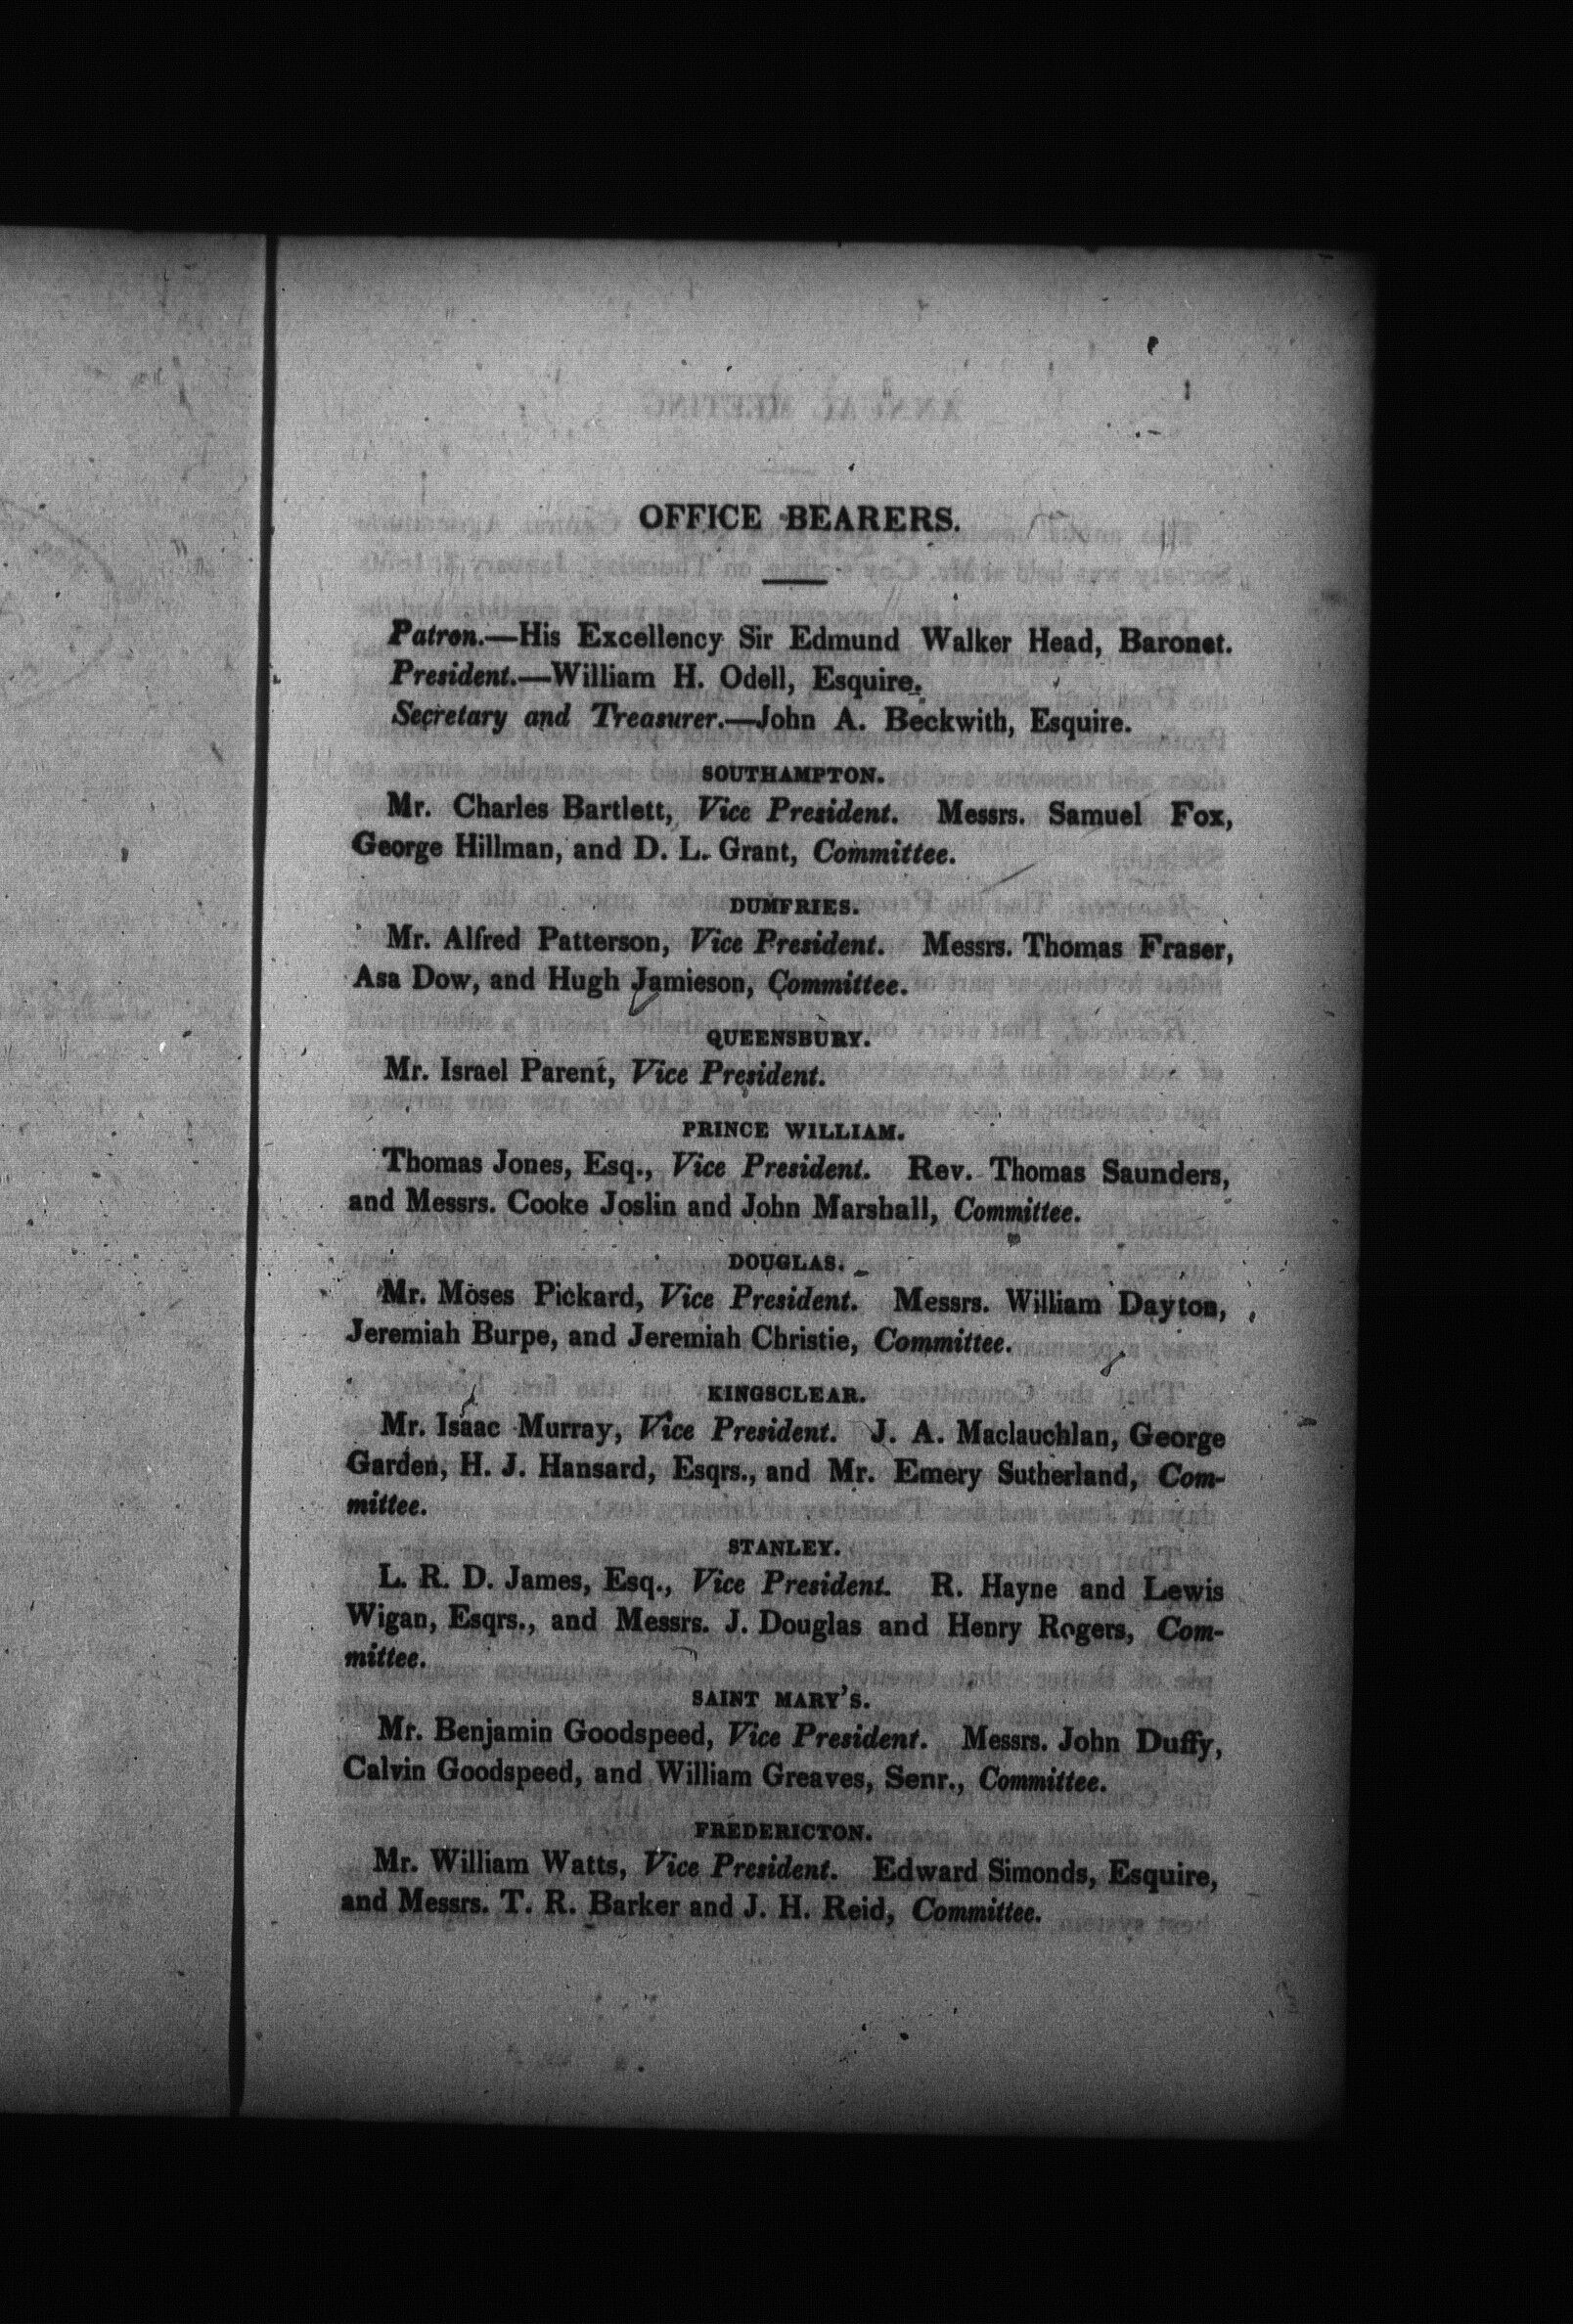 OFFICE BEARERS.
Patron.—His Excellency Sir Edmund Walker Head, Baronet.
President.—William H. Odell, Esquire.
Secretary and Treasurer.—John A. Beckwith, Esquire.
SOUTHAMPTON.
Mr. Charles Bartlett, Vice President. Messrs. Samuel Fox,
George Hillman, and D. L. Grant, Committee.
DUMFRIES.
Mr. Alfred Patterson, Vice President. Messrs. Thomas Fraser,
Asa Dow, and Hugh Jamieson, Committee.
QUEENSBURY.
Mr. Israel Parent, Vice President.
PRINCE WILLIAM.
Thomas Jones, Esq., Vice President. Rev. Thomas Saunders,
and Messrs. Cooke Joslin and John Marshall, Committee.
DOUGLAS.
Mr. Moses Pickard, Vice President. Messrs. William Dayton,
Jeremiah Burpe, and Jeremiah Christie, Committee.
KINGSCLEAR.
Mr. Isaac Murray, Vice President. J. A. Maclauchlan, George
Garden, H. J. Hansard, Esqrs., and Mr. Emery Sutherland, Com-
mittee.
STANLEY.
L. R. D. James, Esq., Vice President. R. Hayne and Lewis
Wigan, Esqrs., and Messrs. J. Douglas and Henry Rogers, Com-
mittee.
SAINT MARY'S.
Mr. Benjamin Goodspeed, Vice President. Messrs. John Duffy,
Calvin Goodspeed, and William Greaves, Senr., Committee.
FREDERICTON.
Mr. William Watts, Vice President. Edward Simonds, Esquire,
and Messrs. T. R. Barker and J. H. Reid, Committee.